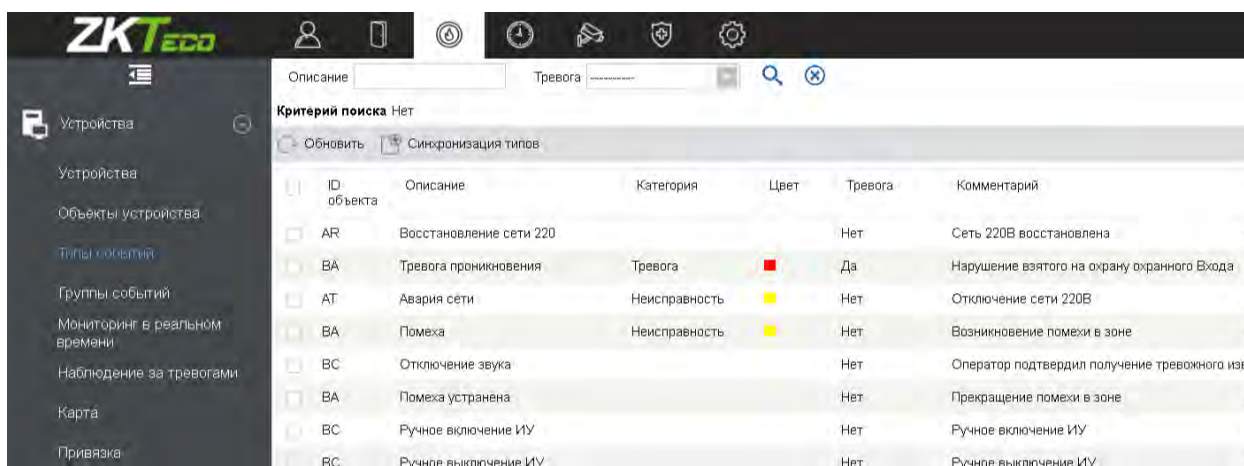 ZKTeco
Описание
Тревога ----------
Критерий поиска Нет
Обновить Синхронизация типов
Устройства
Устройства
Объекты устройства
Типы событий
Группы событий
Мониторинг в реальном времени
Наблюдение за тревогами
Карта
Привязка
ID объекта Описание Категория Цвет Тревога Комментарий
AR Восстановление сети 220 Нет Сеть 220В восстановлена
BA Тревога проникновения Тревога Да Нарушение взятого на охрану охранного Входа
AT Авария сети Неисправность Нет Отключение сети 220В
BA Помеха Неисправность Нет Возникновение помехи в зоне
BC Отключение звука Нет Оператор подтвердил получение тревожного изв
BA Помеха устранена Нет Прекращение помехи в зоне
BC Ручное включение ИУ Нет Ручное включение ИУ
BC Ручное выключение ИУ Нет Ручное выключение ИУ